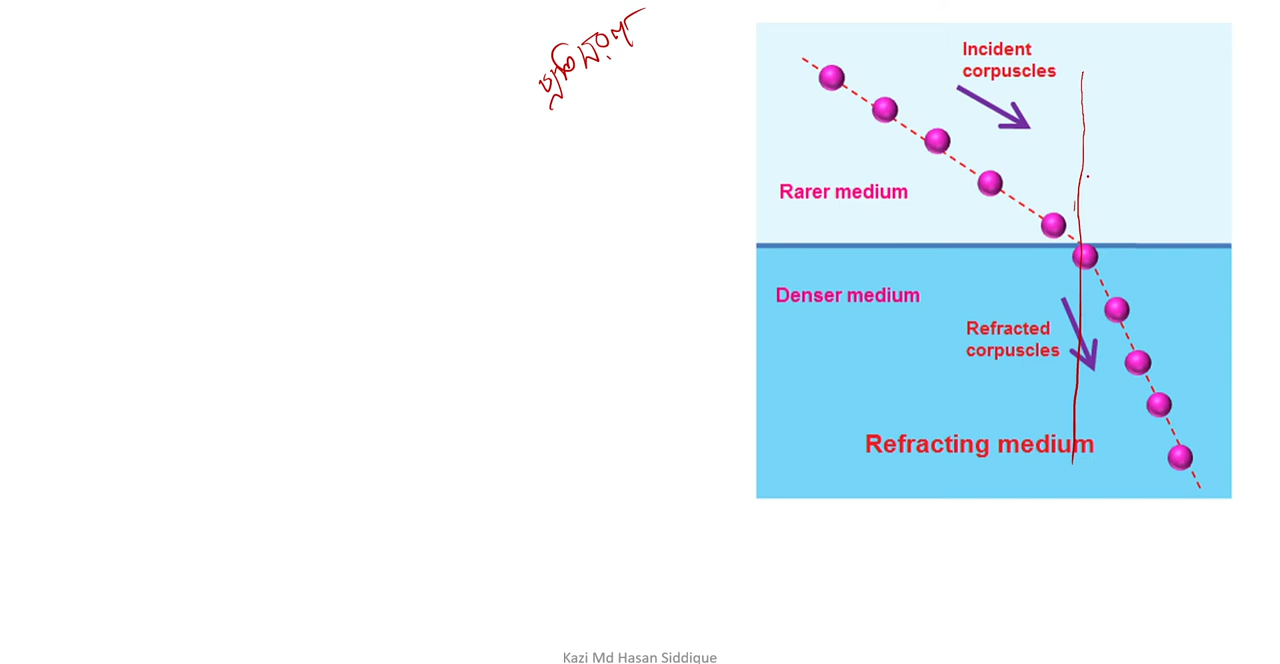 Incident
corpuscles
Rarer medium
Denser medium
Refracted
corpuscles
Refracting medium
Kazi Md Hasan Siddique